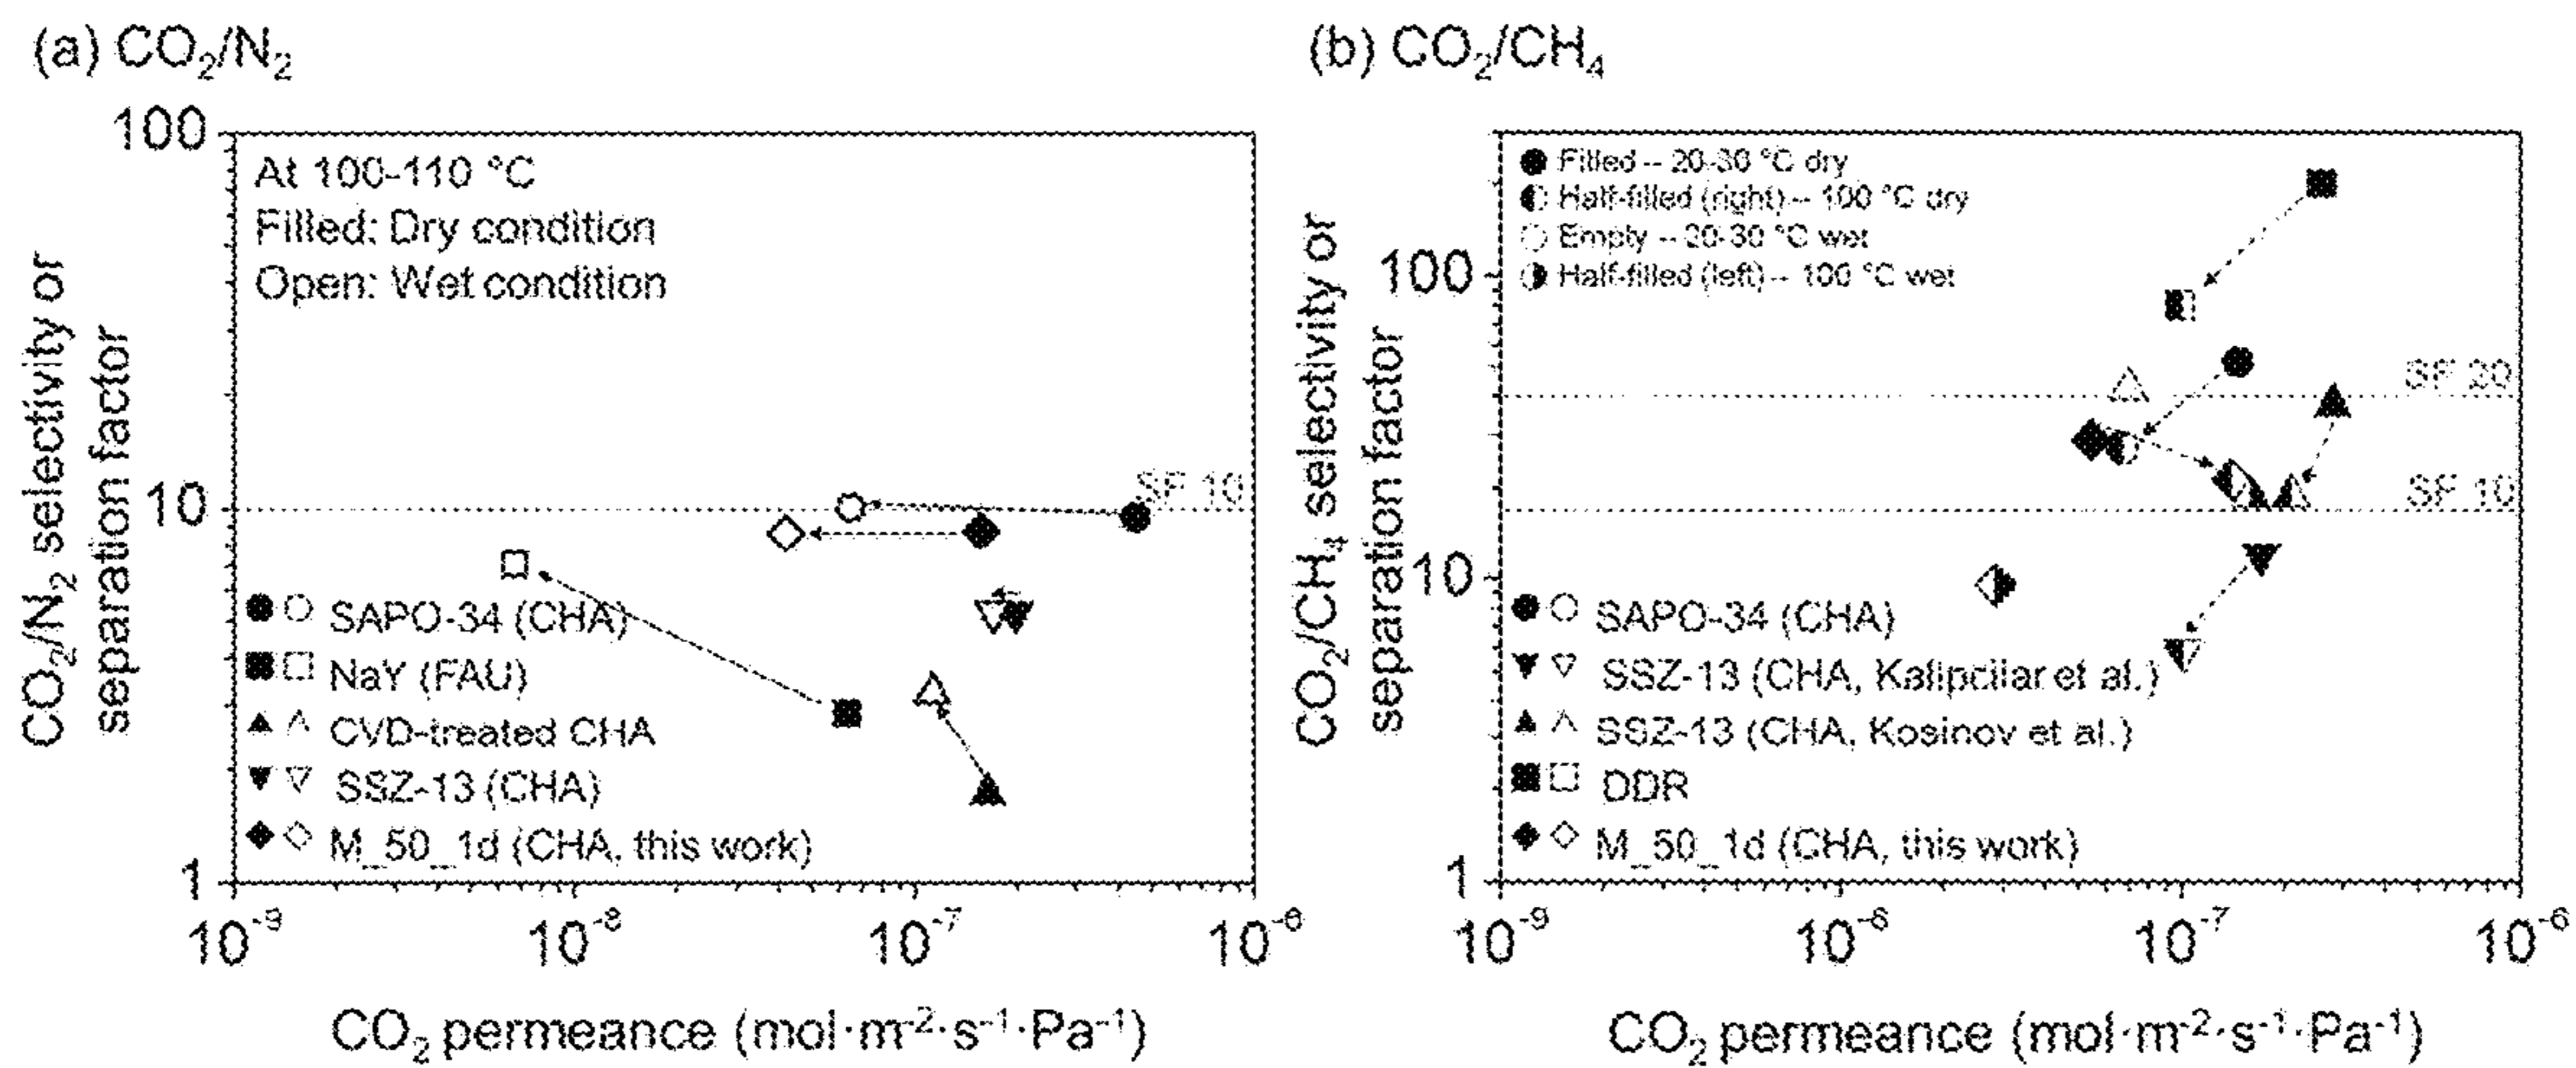 (a) CO₂/N₂
100
10
1
CO₂/N₂ selectivity or
separation factor
At 100-110 °C
Filled: Dry condition
Open: Wet condition
SF 10
SAPO-34 (CHA)
NaY (FAU)
CVD-treated CHA
SSZ-13 (CHA)
M_50_1d (CHA, this work)
10⁻⁹
10⁻⁸
10⁻⁷
10⁻⁶
CO₂ permeance (mol·m⁻²·s⁻¹·Pa⁻¹)
(b) CO₂/CH₄
100
10
1
CO₂/CH₄ selectivity or
separation factor
Filled -- 20-30 °C dry
Half-filled (right) -- 100 °C dry
Empty -- 20-30 °C wet
Half-filled (left) -- 100 °C wet
SF 20
SF 10
SAPO-34 (CHA)
SSZ-13 (CHA, Kalipcilar et al.)
SSZ-13 (CHA, Kosinov et al.)
DDR
M_50_1d (CHA, this work)
10⁻⁹
10⁻⁸
10⁻⁷
10⁻⁶
CO₂ permeance (mol·m⁻²·s⁻¹·Pa⁻¹)